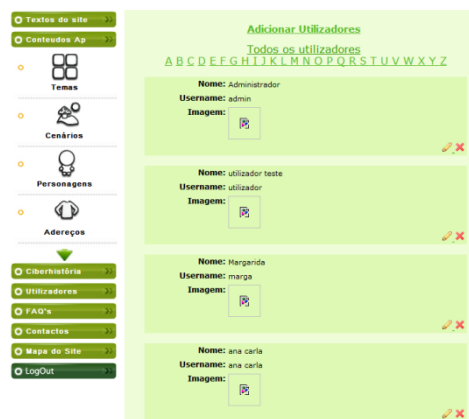 Textos do site
Conteudos Ap
Temas
Cenários
Personagens
Adereços
Ciberhistória
Utilizadores
FAQ's
Contactos
Mapa do Site
LogOut
Adicionar Utilizadores
Todos os utilizadores
A B C D E F G H I J K L M N O P Q R S T U V W X Y Z
Nome: Administrador
Username: admin
Imagem:
Nome: utilizador teste
Username: utilizador
Imagem:
Nome: Margarida
Username: marga
Imagem:
Nome: ana carla
Username: ana carla
Imagem: